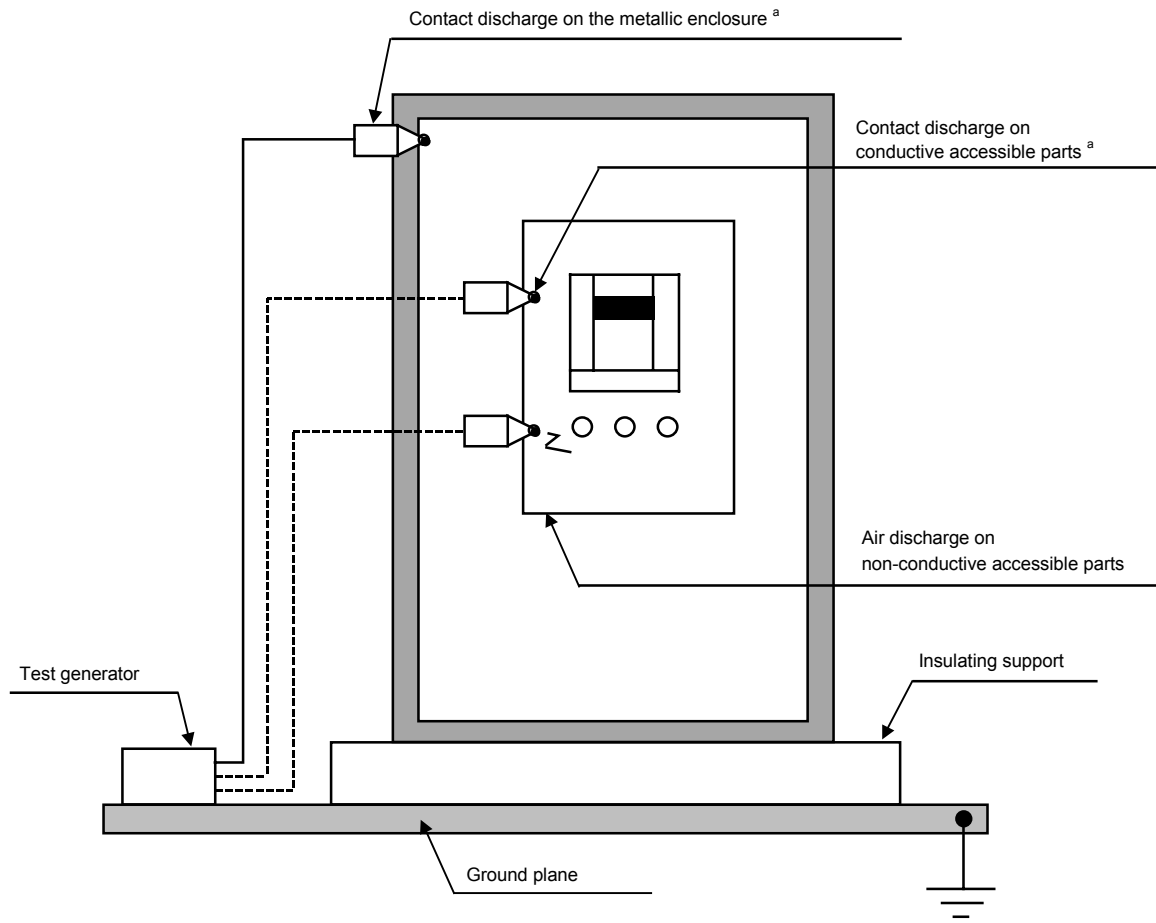 Contact discharge on the metallic enclosure a
Contact discharge on
conductive accessible parts a
Air discharge on
non-conductive accessible parts
Insulating support
Test generator
Ground plane